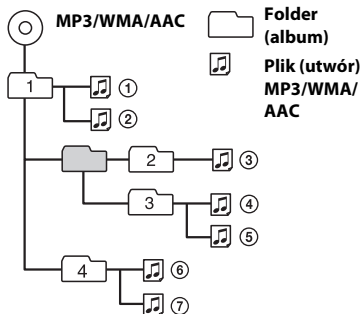 MP3/WMA/AAC
Folder
(album)
Plik (utwór)
MP3/WMA/
AAC
1
①
②
2
③
3
④
⑤
4
⑥
⑦